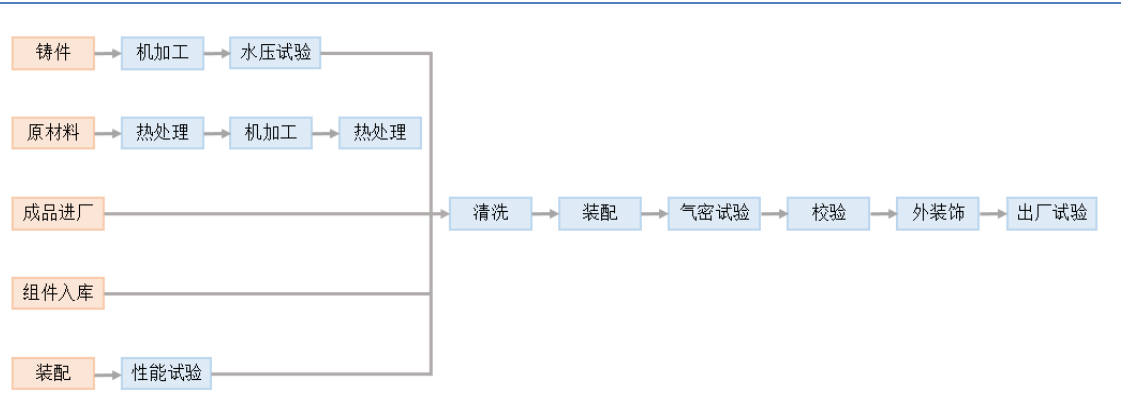 铸件 机加工 水压试验
原材料 热处理 机加工 热处理
成品进厂 清洗 装配 气密试验 校验 外装饰 出厂试验
组件入库
装配 性能试验